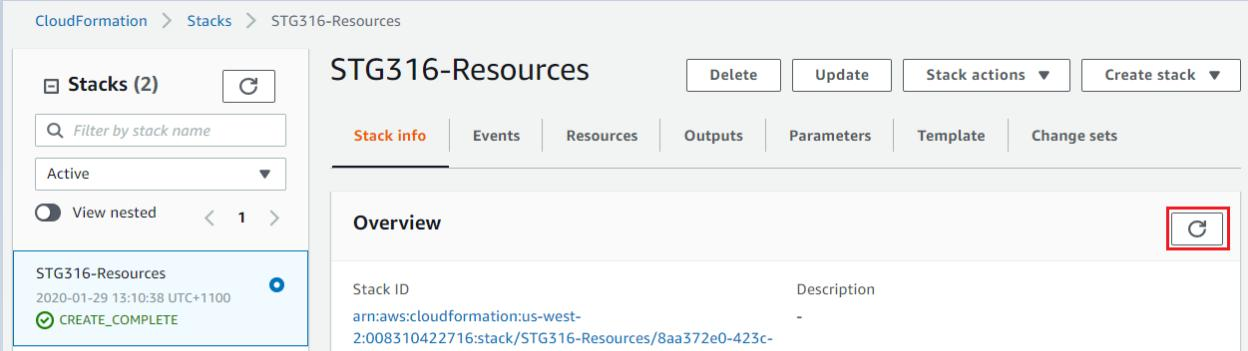 CloudFormation > Stacks > STG316-Resources
Stacks (2)
Filter by stack name
Active
View nested
< 1 >
STG316-Resources
2020-01-29 13:10:38 UTC+1100
CREATE_COMPLETE
STG316-Resources
Delete
Update
Stack actions
Create stack
Stack info
Events
Resources
Outputs
Parameters
Template
Change sets
Overview
Stack ID
arn:aws:cloudformation:us-west-
2:008310422716:stack/STG316-Resources/8aa372e0-423c-
Description
-